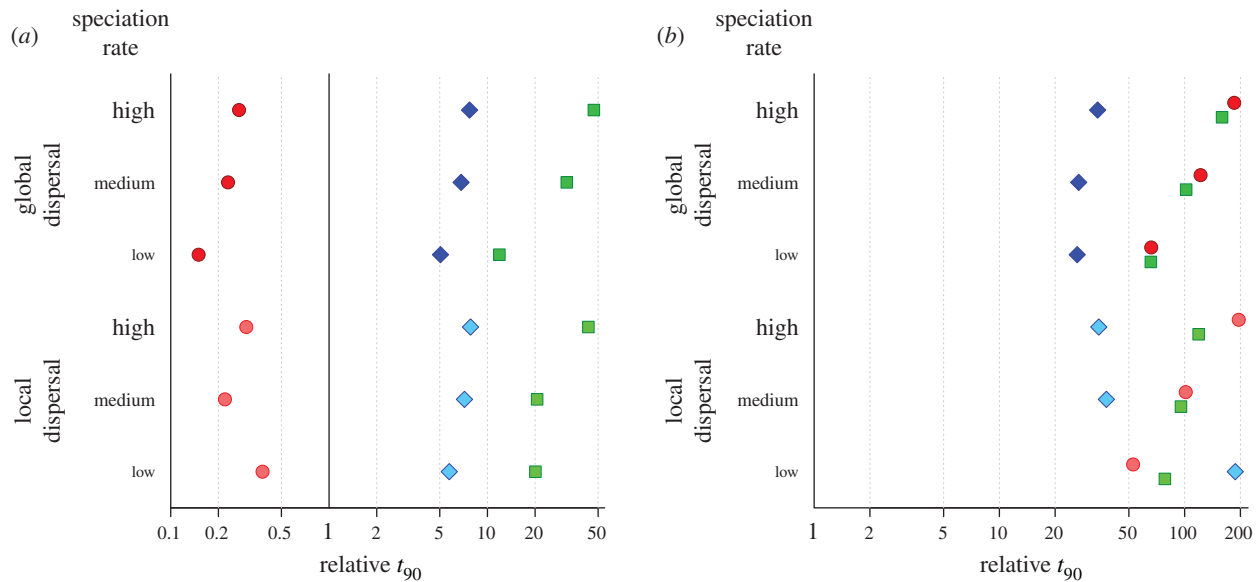 (a)
speciation
rate
high
medium
low
high
medium
low
global
dispersal
local
dispersal
0.1 0.2 0.5 1 2 5 10 20 50
relative t90
(b)
speciation
rate
high
medium
low
high
medium
low
global
dispersal
local
dispersal
1 2 5 10 20 50 100 200
relative t90